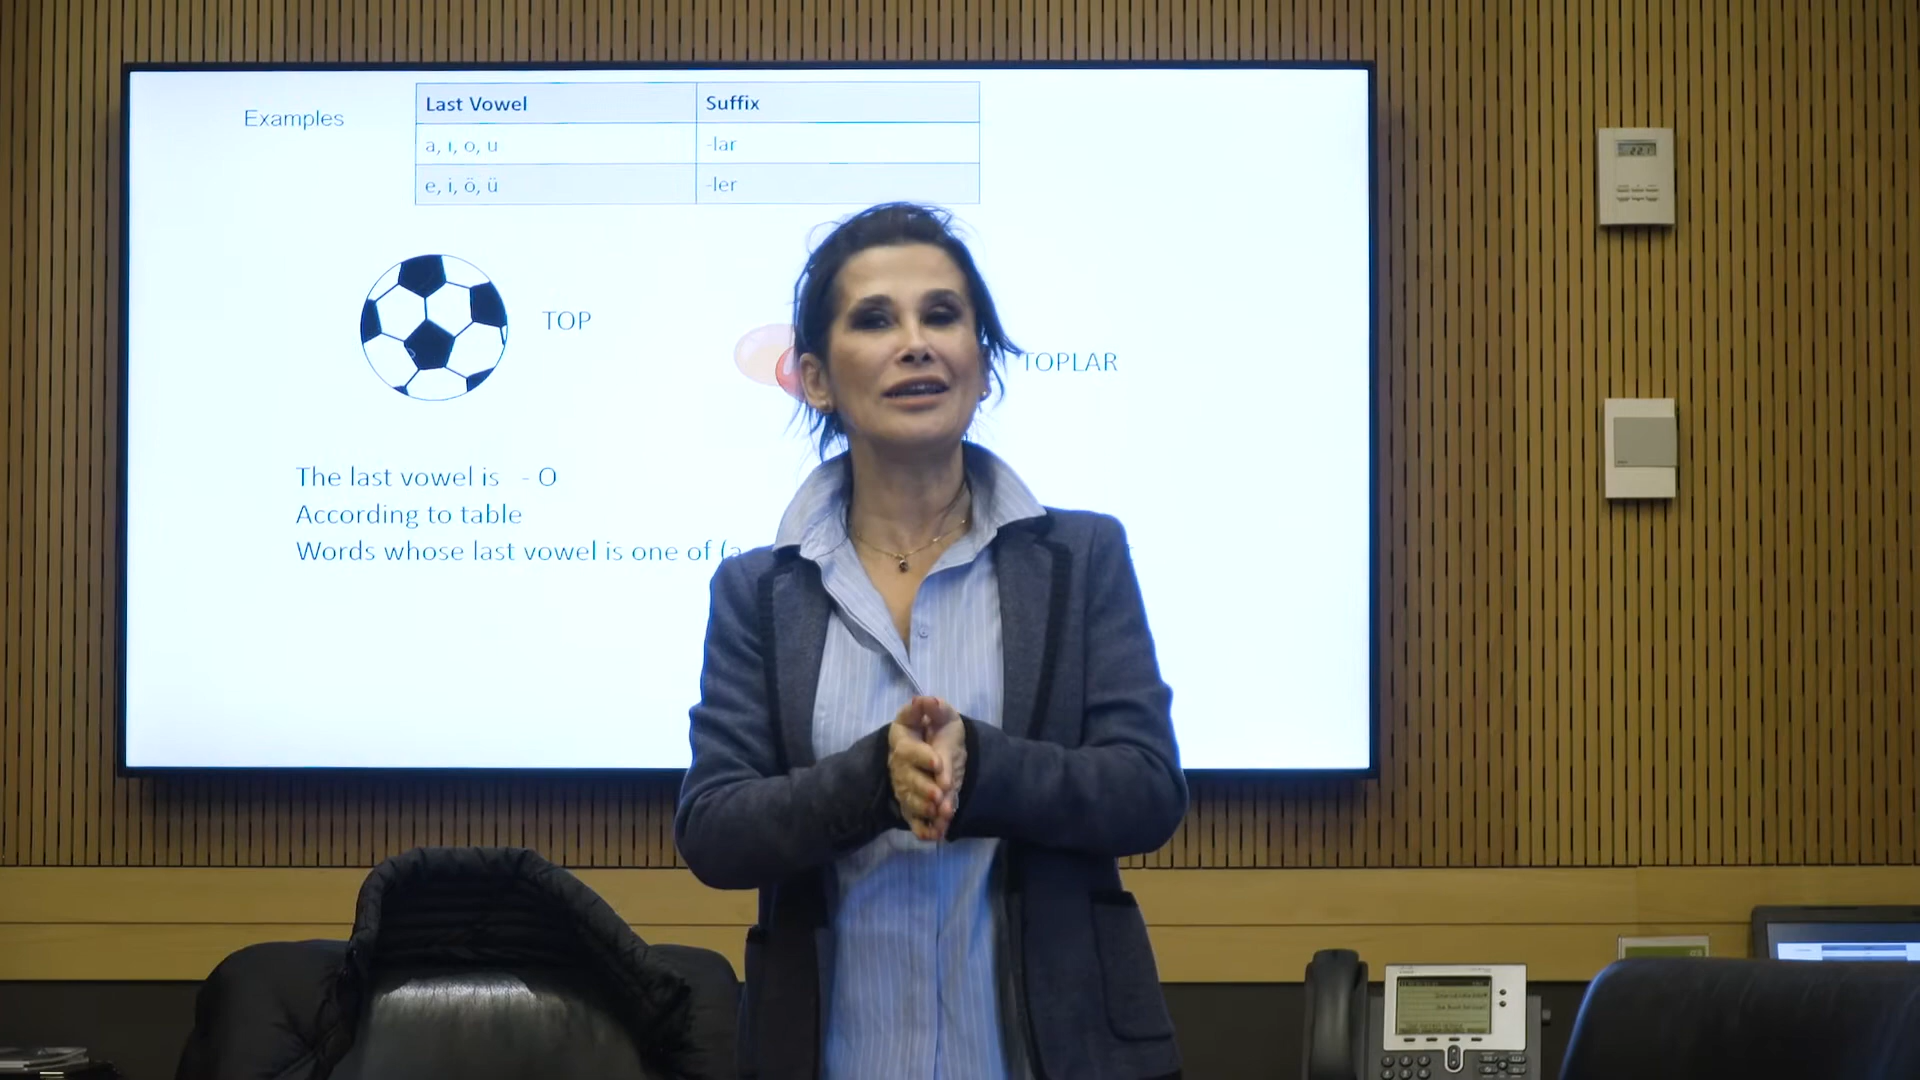 Examples
Last Vowel Suffix
a, ı, o, u -lar
e, i, ö, ü -ler
TOP
TOPLAR
The last vowel is - O
According to table
Words whose last vowel is one of (a